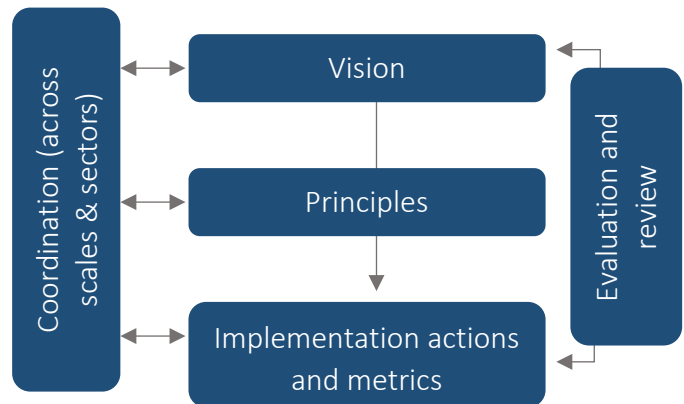 Coordination (across
scales & sectors)
Vision
Principles
Implementation actions
and metrics
Evaluation and
review